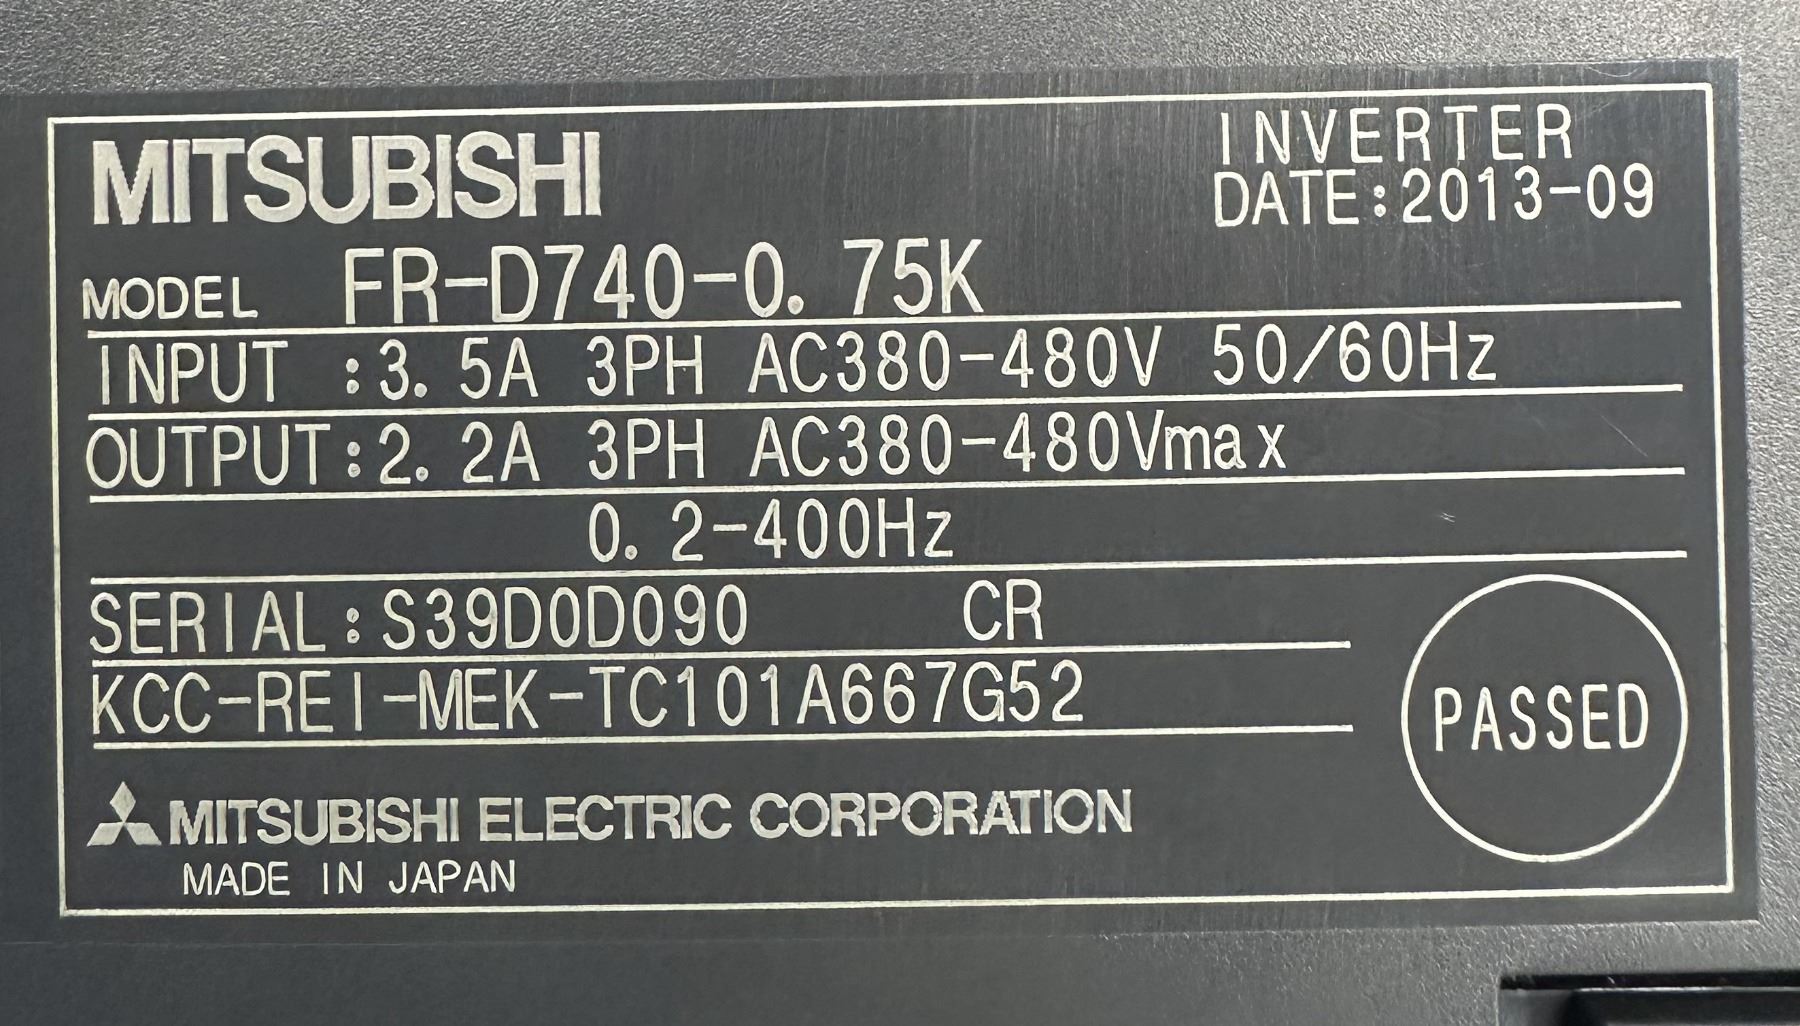 MITSUBISHI
INVERTER
DATE:2013-09
MODEL FR-D740-0.75K
INPUT :3.5A 3PH AC380-480V 50/60Hz
OUTPUT:2.2A 3PH AC380-480Vmax
0.2-400Hz
SERIAL:S39D0D090 CR
KCC-REI-MEK-TC101A667G52
PASSED
MITSUBISHI ELECTRIC CORPORATION
MADE IN JAPAN